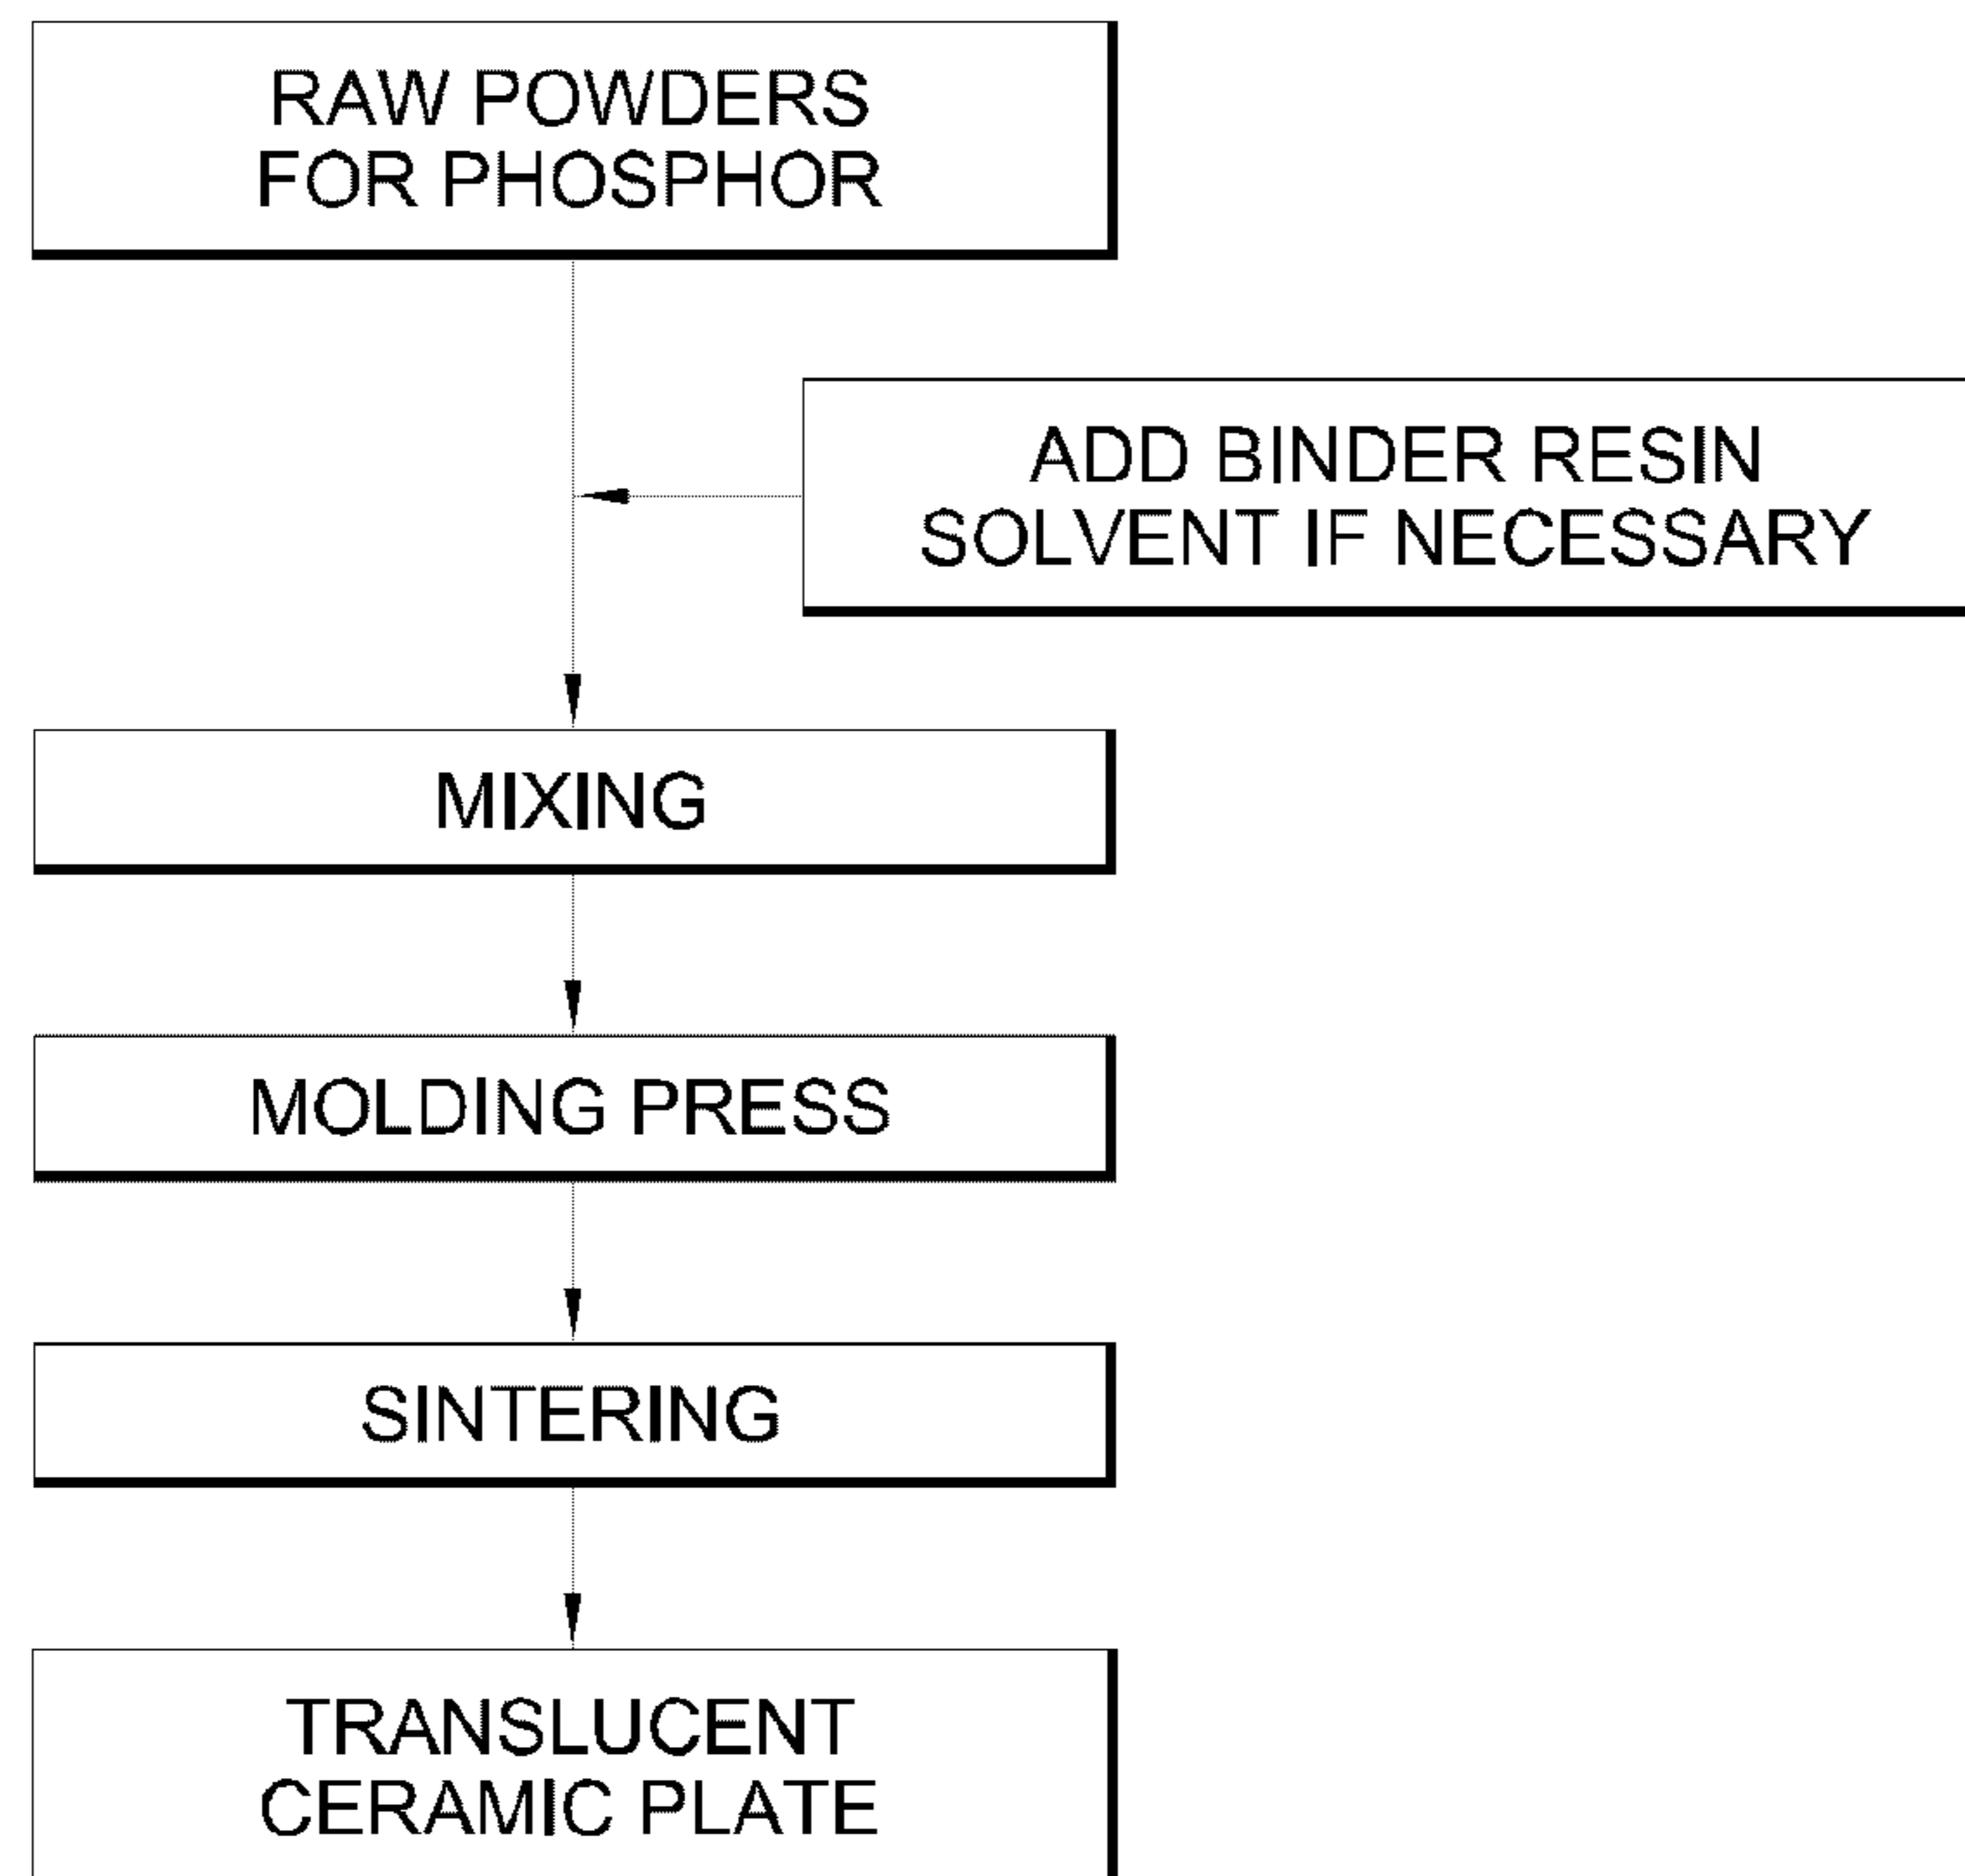 RAW POWDERS
FOR PHOSPHOR
ADD BINDER RESIN
SOLVENT IF NECESSARY
MIXING
MOLDING PRESS
SINTERING
TRANSLUCENT
CERAMIC PLATE